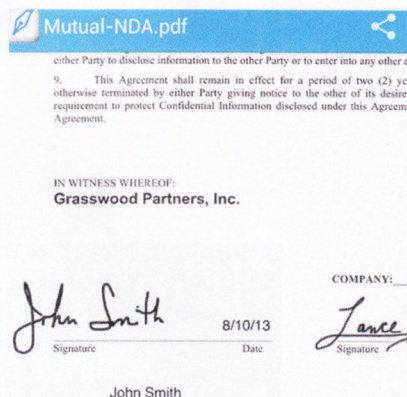 Mutual-NDA.pdf
either Party to disclose information to the other Party or to enter into any other a
9. This Agreement shall remain in effect for a period of two (2) ye
otherwise terminated by either Party giving notice to the other of its desire
requirement to protect Confidential Information disclosed under this Agreem
Agreement.
IN WITNESS WHEREOF:
Grasswood Partners, Inc.
COMPANY:
John Smith 8/10/13 Lance
Signature Date Signature
John Smith